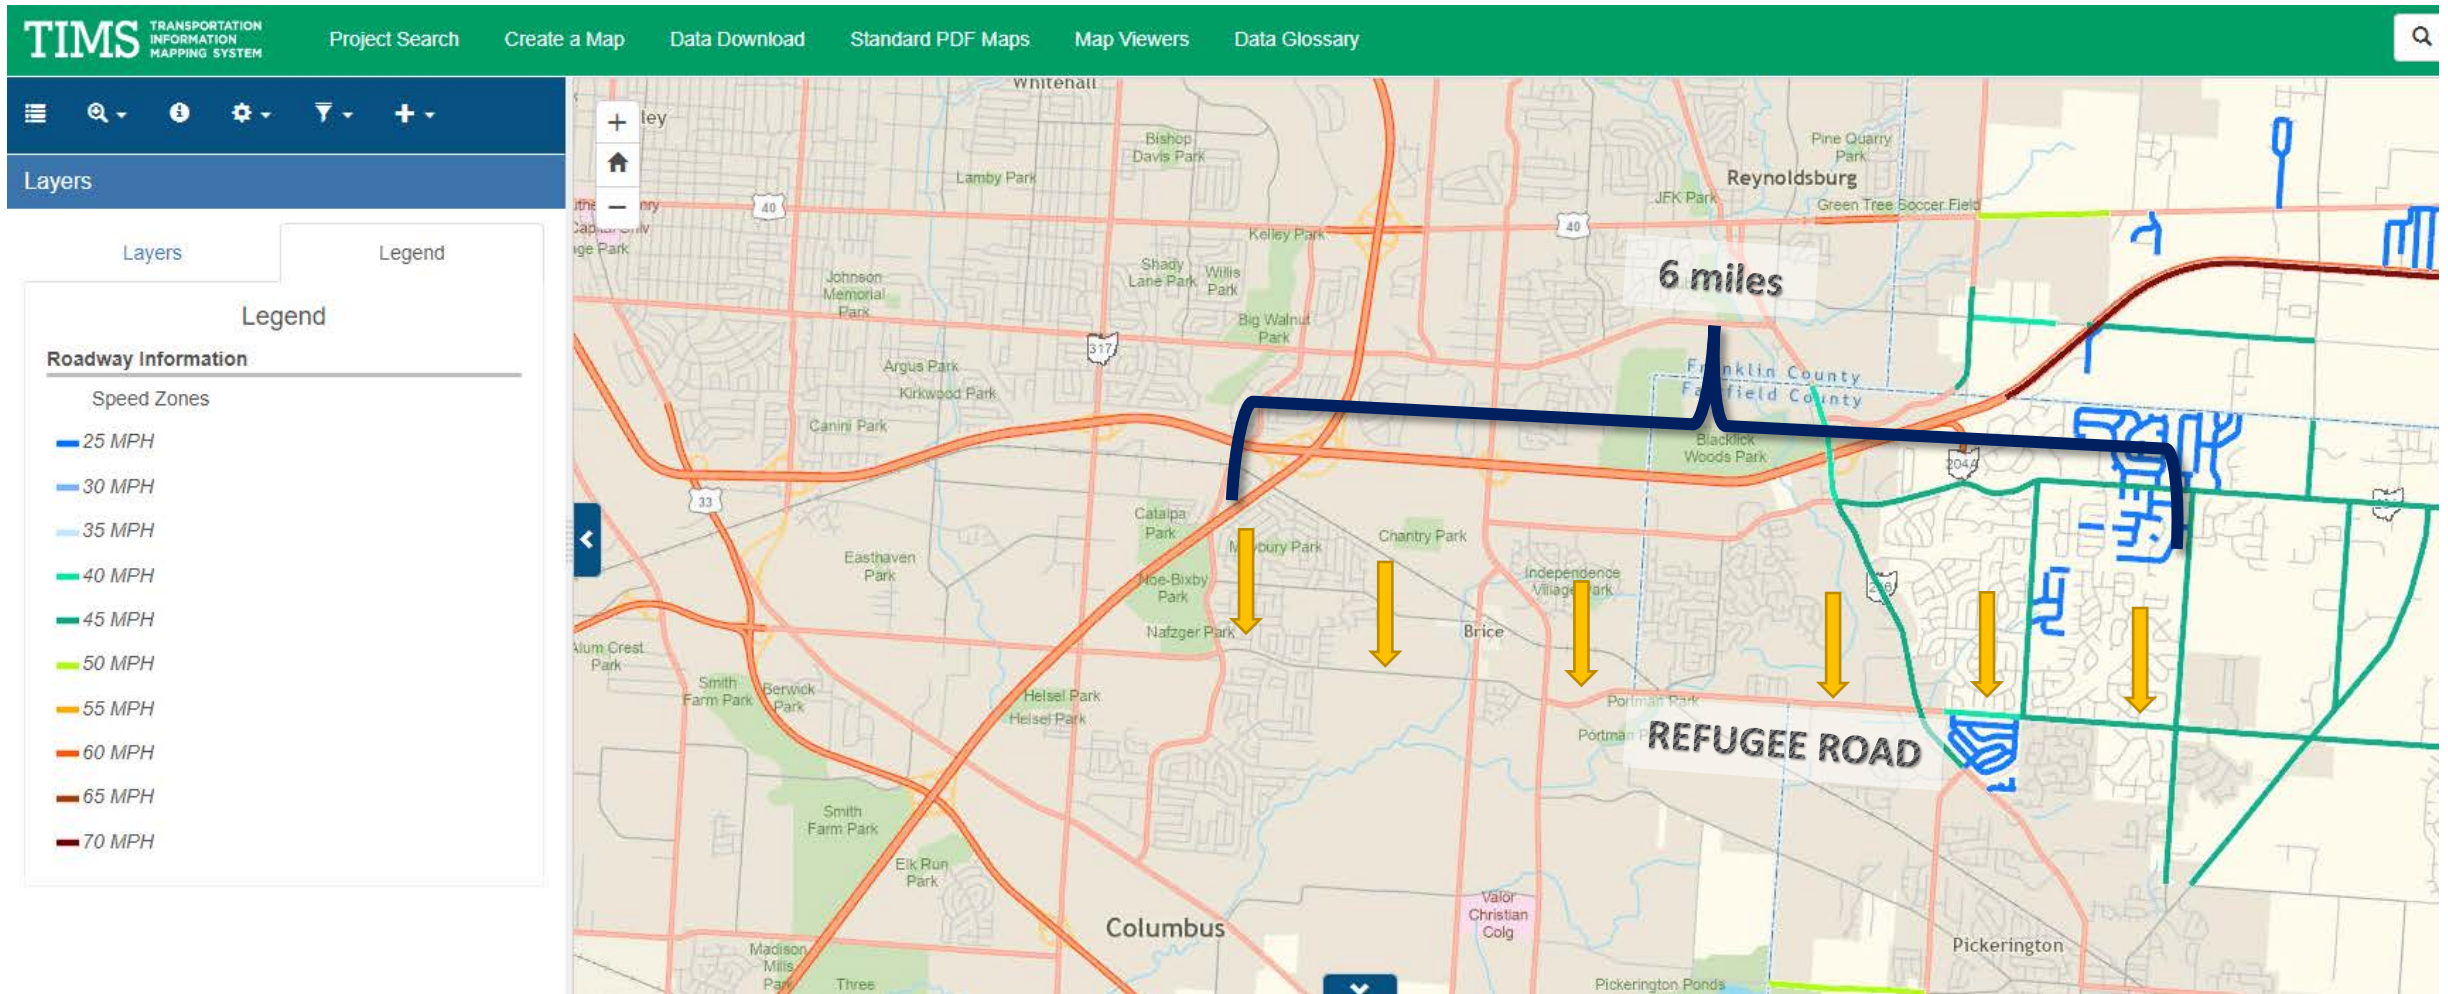 TIMS
TRANSPORTATION
INFORMATION
MAPPING SYSTEM
Project Search
Create a Map
Data Download
Standard PDF Maps
Map Viewers
Data Glossary
Layers
Layers
Legend
Legend
Roadway Information
Speed Zones
25 MPH
30 MPH
35 MPH
40 MPH
45 MPH
50 MPH
55 MPH
60 MPH
65 MPH
70 MPH
Whitehall
ley
Bishop
Davis Park
Pine Quarry
Park
Lamby Park
Reynoldsburg
JFK Park
Green Tree Soccer Field
40
40
Kelley Park
Shady
Lane Park
Willis
Park
6 miles
Johnson
Memorial
Park
Big Walnut
Park
317
Argus Park
Kirkwood Park
Franklin County
Fairfield County
Canini Park
Blacklick
Woods Park
204A
33
Catalpa
Park
Chantry Park
Easthaven
Park
Noe-Bixby
Park
Independence
Village Park
Nafzger Park
Brice
Alum Crest
Park
Smith
Farm Park
Berwick
Park
Helsel Park
Helsel Park
Portman Park
REFUGEE ROAD
Smith
Farm Park
Elk Run
Park
Valor
Christian
Colg
Columbus
Pickerington
Madison
Mills
Park
Three
Pickerington Ponds